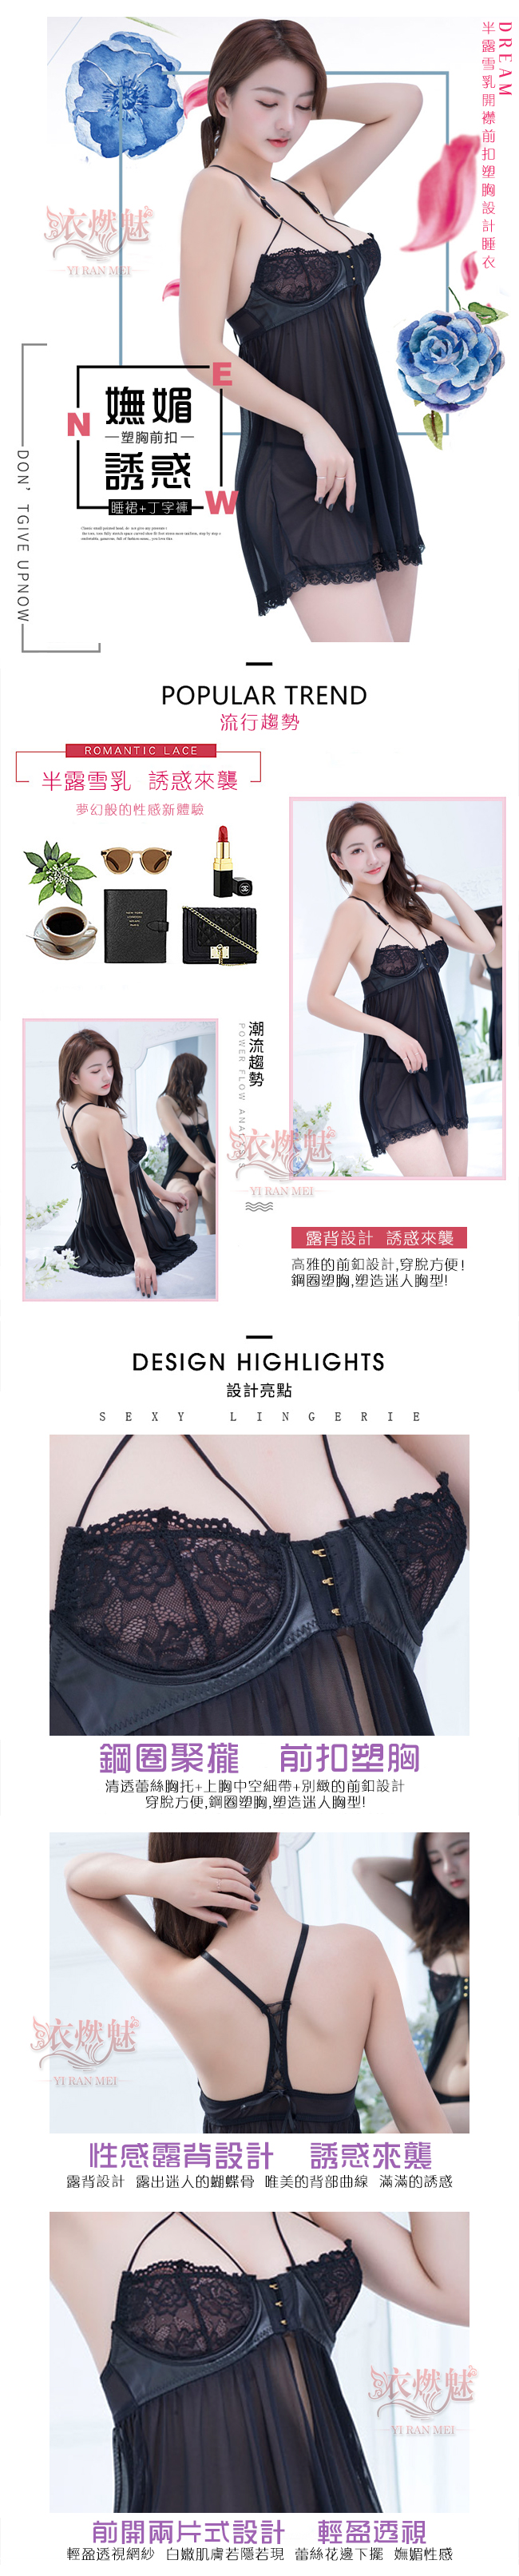 DREAM
半露雪乳開襟前扣塑胸設計睡衣
衣燃魅
YI RAN MEI
NEW
嫵媚
塑胸前扣
誘惑
睡裙+丁字褲
DON'TGIVE UPNOW
POPULAR TREND
流行趨勢
ROMANTIC LACE
半露雪乳 誘惑來襲
夢幻般的性感新體驗
NEW YORK
LONDON
MILAN
PARIS
潮流趨勢
衣燃魅
YI RAN MEI
露背設計 誘惑來襲
高雅的前釦設計,穿脫方便!
鋼圈塑胸,塑造迷人胸型!
DESIGN HIGHLIGHTS
設計亮點
SEXY LINGERIE
鋼圈聚攏 前扣塑胸
清透蕾絲胸托+上胸中空細帶+別緻的前釦設計
穿脫方便,鋼圈塑胸,塑造迷人胸型!
衣燃魅
YI RAN MEI
性感露背設計 誘惑來襲
露背設計 露出迷人的蝴蝶骨 唯美的背部曲線 滿滿的誘惑
衣燃魅
YI RAN MEI
前開兩片式設計 輕盈透視
輕盈透視網紗 白嫩肌膚若隱若現 蕾絲花邊下擺 嫵媚性感